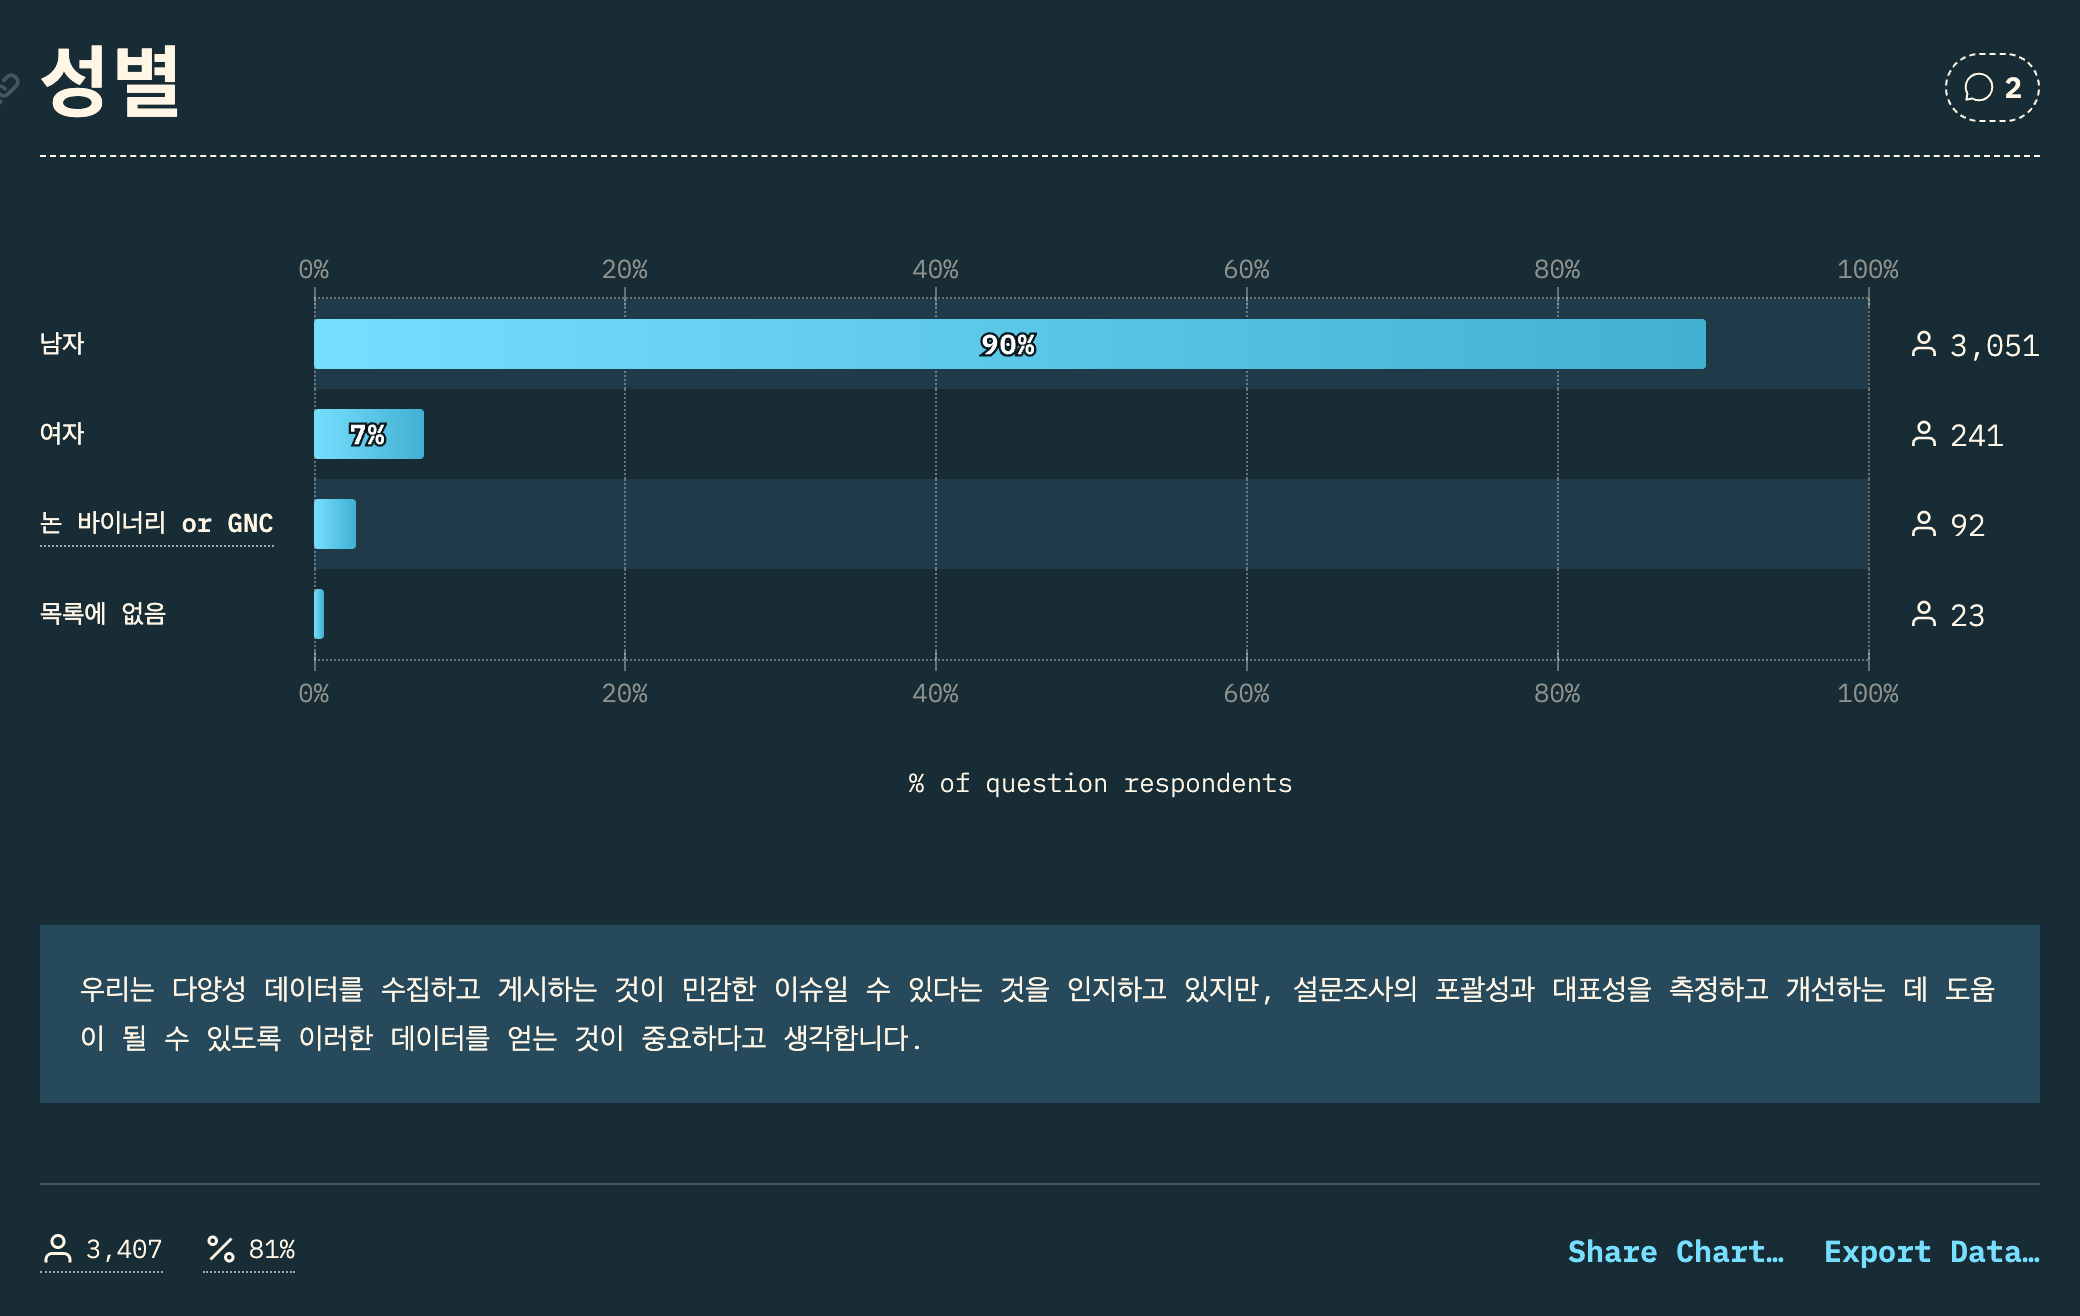 성별
2
0% 20% 40% 60% 80% 100%
남자 90% 3,051
여자 7% 241
논 바이너리 or GNC 92
목록에 없음 23
0% 20% 40% 60% 80% 100%
% of question respondents
우리는 다양성 데이터를 수집하고 게시하는 것이 민감한 이슈일 수 있다는 것을 인지하고 있지만, 설문조사의 포괄성과 대표성을 측정하고 개선하는 데 도움
이 될 수 있도록 이러한 데이터를 얻는 것이 중요하다고 생각합니다.
3,407 81% Share Chart… Export Data…